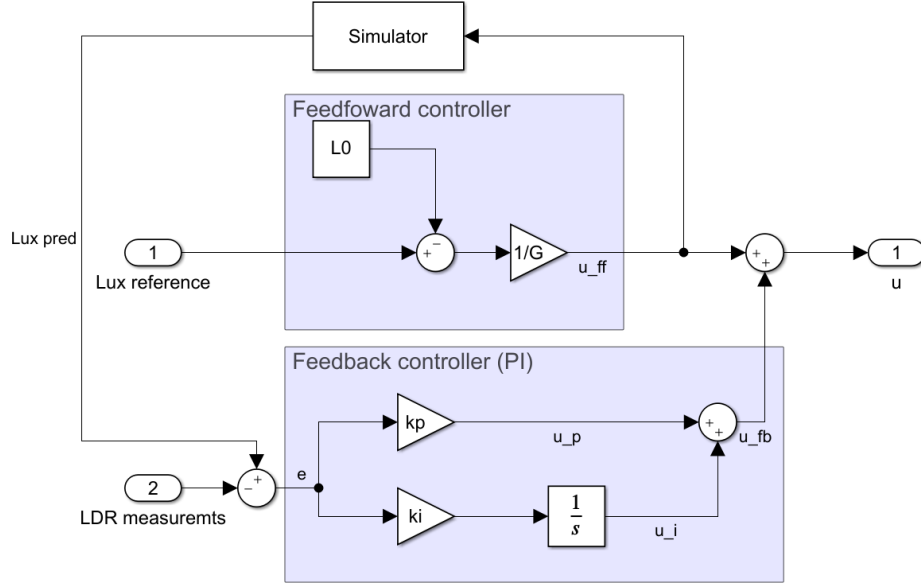 Simulator
Feedfoward controller
L0
Lux pred
1
Lux reference
+ −
1/G
u_ff
+ +
1
u
Feedback controller (PI)
kp
u_p
+ +
u_fb
2
LDR measuremts
− +
e
ki
1
s
u_i